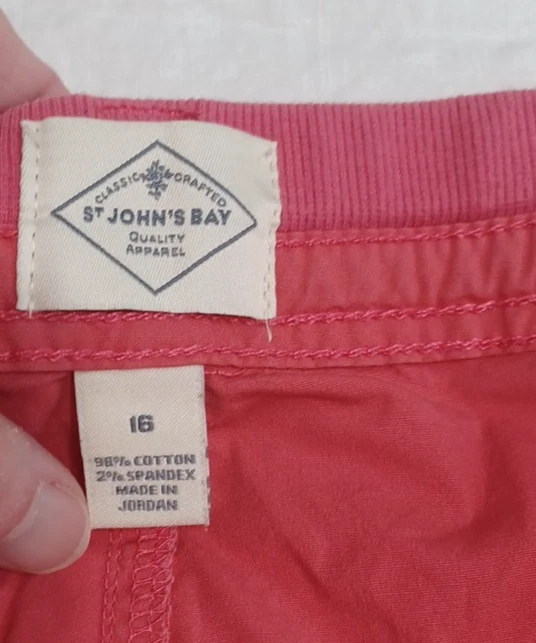 CLASSIC & CRAFTED
ST JOHN'S BAY
QUALITY
APPAREL
16
98% COTTON
2% SPANDEX
MADE IN
JORDAN